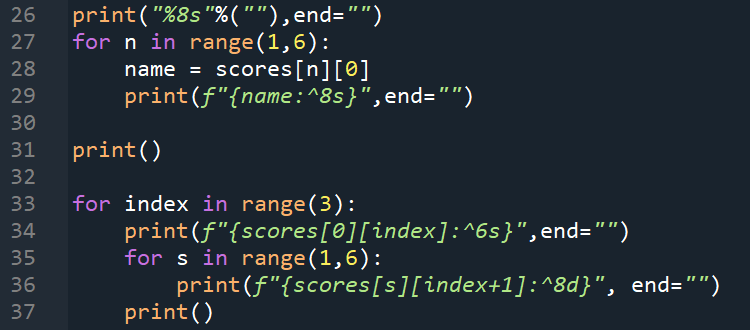 26 print("%8s"%(""),end="")
27 for n in range(1,6):
28     name = scores[n][0]
29     print(f"{name:^8s}",end="")
30
31 print()
32
33 for index in range(3):
34     print(f"{scores[0][index]:^6s}",end="")
35     for s in range(1,6):
36         print(f"{scores[s][index+1]:^8d}", end="")
37     print()